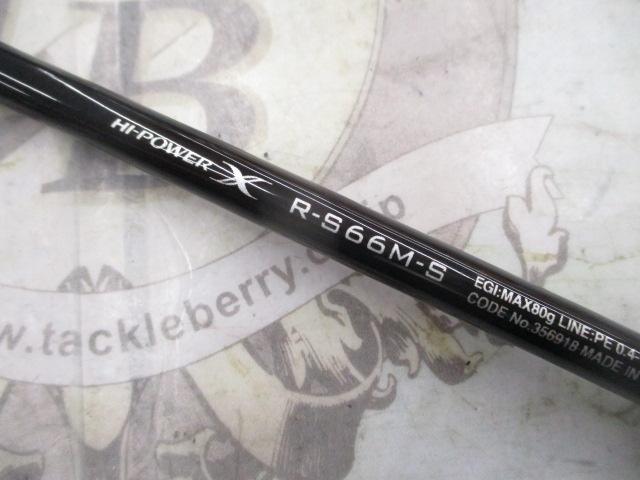 HI-POWER X R-S66M-S
EGI:MAX80g LINE:PE 0.4
CODE No.356918 MADE IN
B
www.tackleberry.co.jp